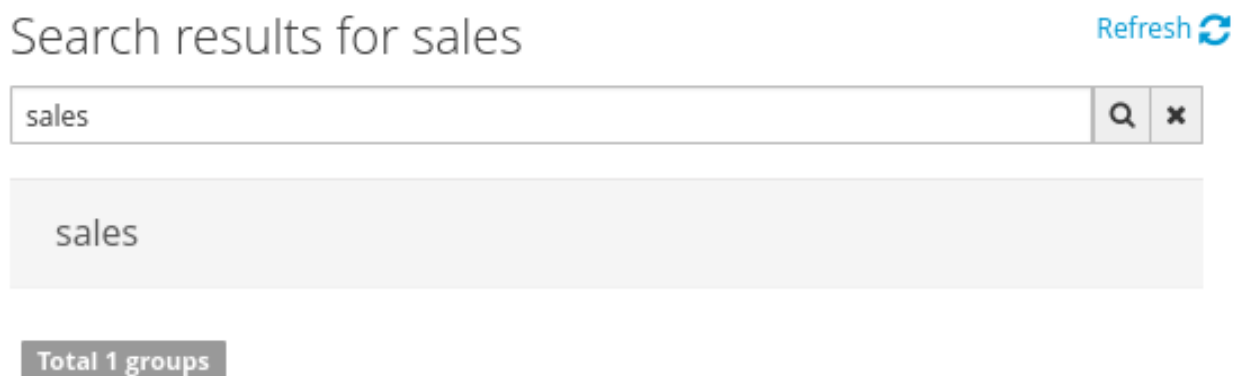 Search results for sales
Refresh
sales
sales
Total 1 groups